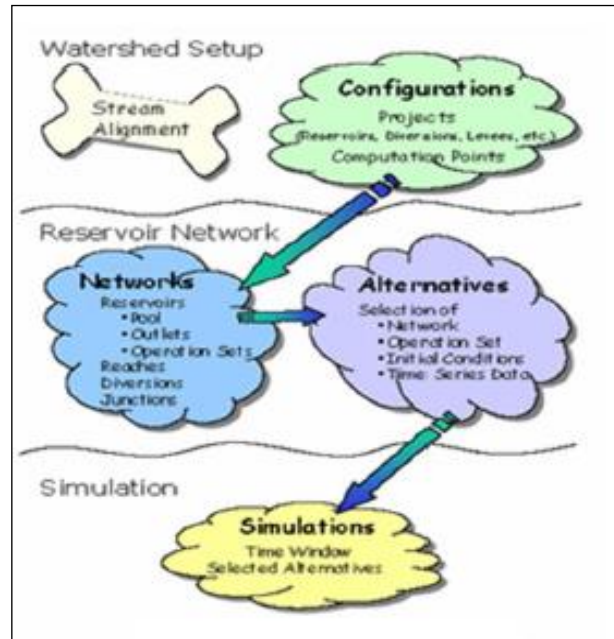 Watershed Setup
Stream
Alignment
Configurations
Projects
(Reservoirs, Diversions, Levees, etc.)
Computation Points
Reservoir Network
Networks
Reservoirs
• Pool
• Outlets
• Operation Sets
Reaches
Diversions
Junctions
Alternatives
Selection of
• Network
• Operation Set
• Initial Conditions
• Time-Series Data
Simulation
Simulations
Time Window
Selected Alternatives